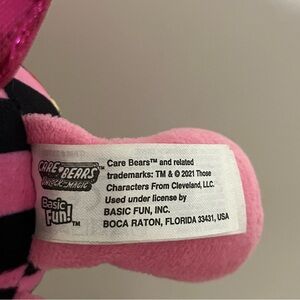 CARE BEARS
UNLOCK THE MAGIC
Basic
Fun!™
Care Bears™ and related
trademarks: TM & © 2021 Those
Characters From Cleveland, LLC.
Used under license by
BASIC FUN, INC.
BOCA RATON, FLORIDA 33431, USA